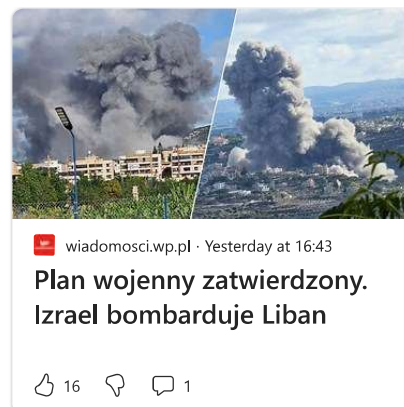 wiadomosci.wp.pl · Yesterday at 16:43
Plan wojenny zatwierdzony.
Izrael bombarduje Liban
16
1